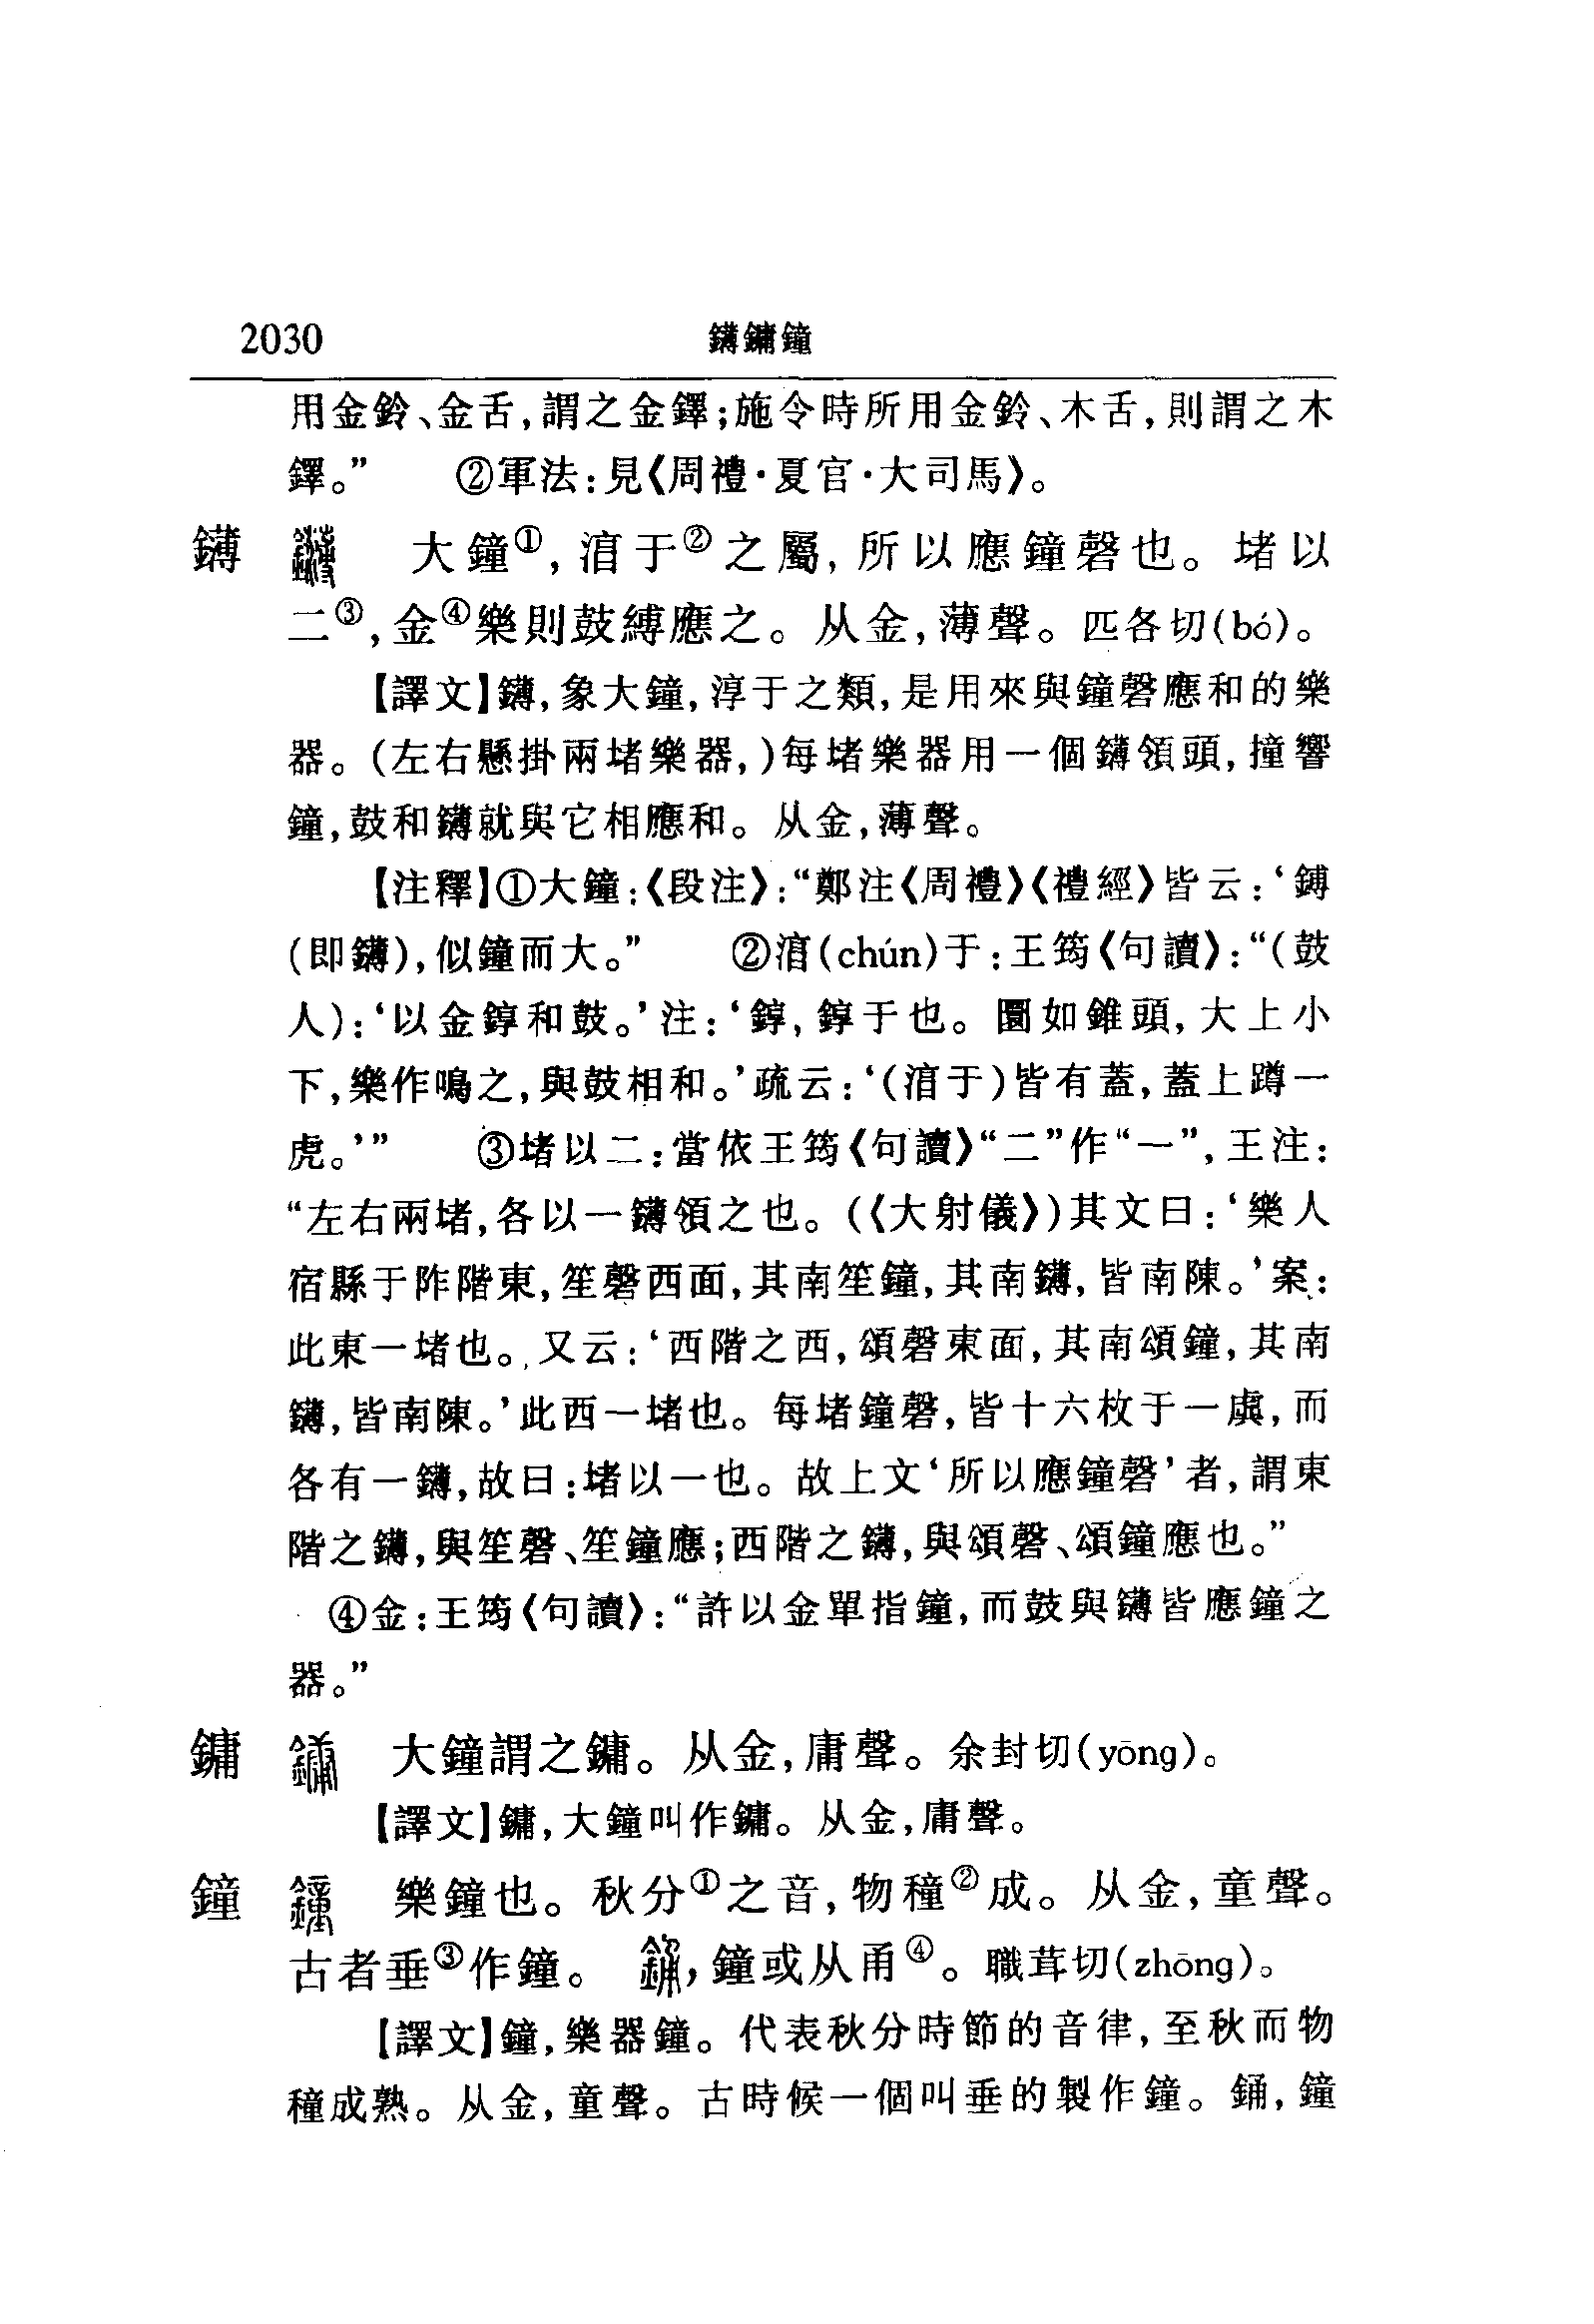 2030
鑮鏞鐘
用金鈴、金舌，謂之金鐸；施令時所用金鈴、木舌，則謂之木
鐸。” ②軍法：見《周禮·夏官·大司馬》。
鑮 大鐘①，淯于②之屬，所以應鐘磬也。堵以
二③，金④樂則鼓縛應之。从金，薄聲。匹各切(bó)。
【譯文】鑮，象大鐘，淳于之類，是用來與鐘磬應和的樂
器。(左右懸掛兩堵樂器，)每堵樂器用一個鑮領頭，撞響
鐘，鼓和鑮就與它相應和。从金，薄聲。
【注釋】①大鐘：《段注》：“鄭注《周禮》《禮經》皆云：‘鎛
(即鑮)，似鐘而大。” ②淯(chún)于：王筠《句讀》：“(鼓
人)：‘以金錞和鼓。’注：‘錞，錞于也。圜如錐頭，大上小
下，樂作鳴之，與鼓相和。’疏云：‘(淯于)皆有蓋，蓋上蹲一
虎。’” ③堵以二：當依王筠《句讀》“二”作“一”，王注：
“左右兩堵，各以一鑮領之也。(《大射儀》)其文曰：‘樂人
宿縣于阼階東，笙磬西面，其南笙鐘，其南鑮，皆南陳。’案：
此東一堵也。又云：‘西階之西，頌磬東面，其南頌鐘，其南
鑮，皆南陳。’此西一堵也。每堵鐘磬，皆十六枚于一虡，而
各有一鑮，故曰：堵以一也。故上文‘所以應鐘磬’者，謂東
階之鑮，與笙磬、笙鐘應；西階之鑮，與頌磬、頌鐘應也。”
④金：王筠《句讀》：“許以金單指鐘，而鼓與鑮皆應鐘之
器。”
鏞 大鐘謂之鏞。从金，庸聲。余封切(yōng)。
【譯文】鏞，大鐘叫作鏞。从金，庸聲。
鐘 樂鐘也。秋分①之音，物穜②成。从金，童聲。
古者垂③作鐘。 銿，鐘或从甬④。職茸切(zhōng)。
【譯文】鐘，樂器鐘。代表秋分時節的音律，至秋而物
穜成熟。从金，童聲。古時候一個叫垂的製作鐘。銿，鐘